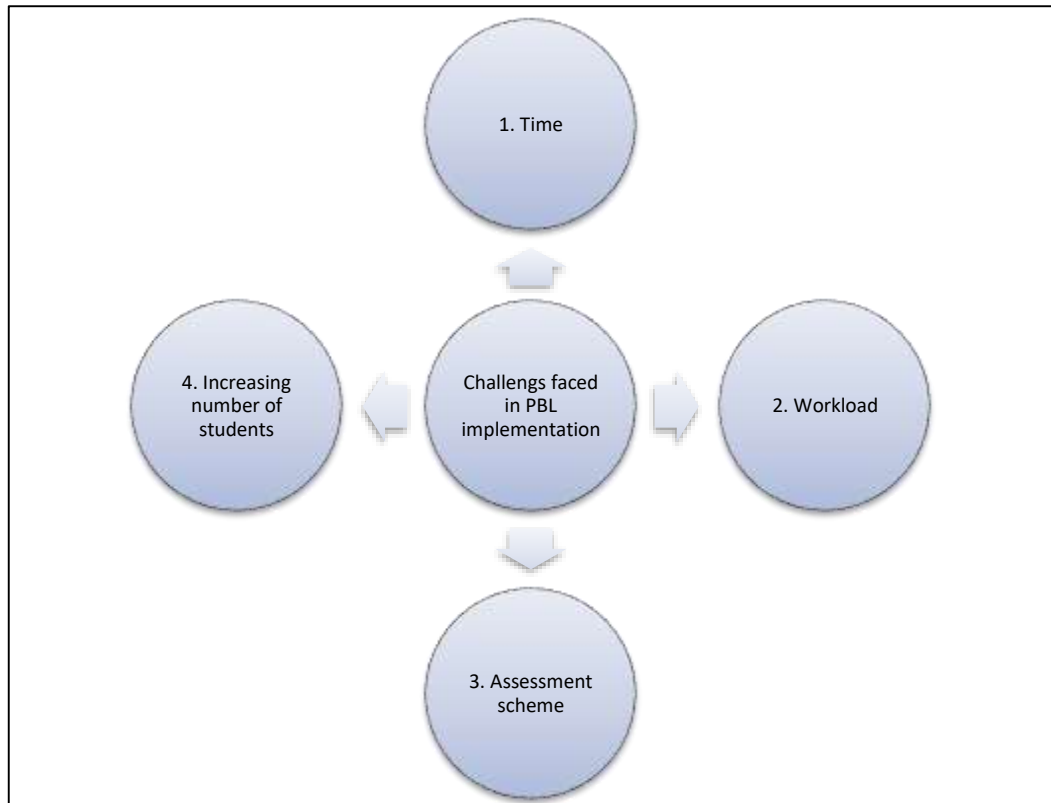 1. Time
4. Increasing
number of
students
Challengs faced
in PBL
implementation
2. Workload
3. Assessment
scheme